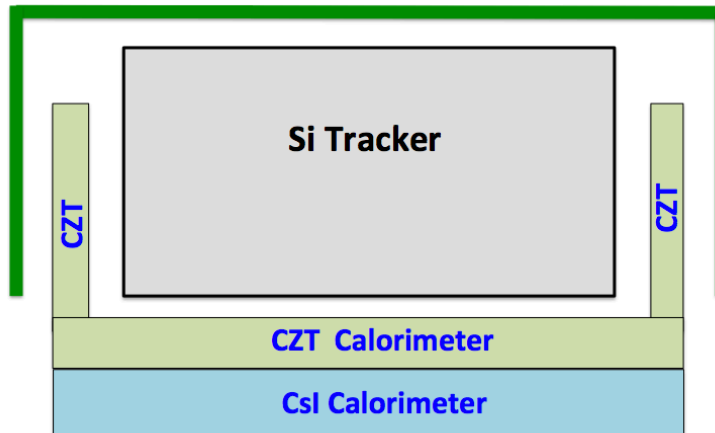 Si Tracker
CZT
CZT
CZT Calorimeter
CsI Calorimeter